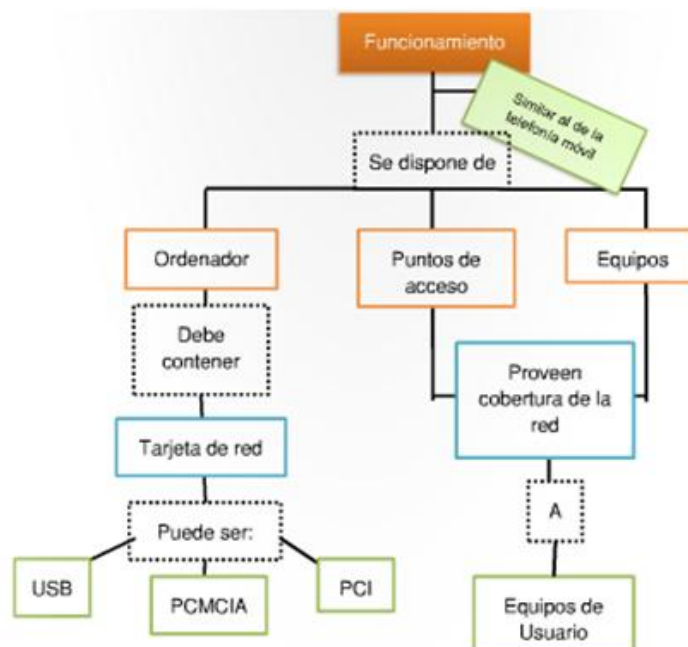 Funcionamiento
Similar al de la
telefonía móvil
Se dispone de
Ordenador
Puntos de
acceso
Equipos
Debe
contener
Proveen
cobertura de la
red
Tarjeta de red
A
Puede ser:
USB
PCMCIA
PCI
Equipos de
Usuario